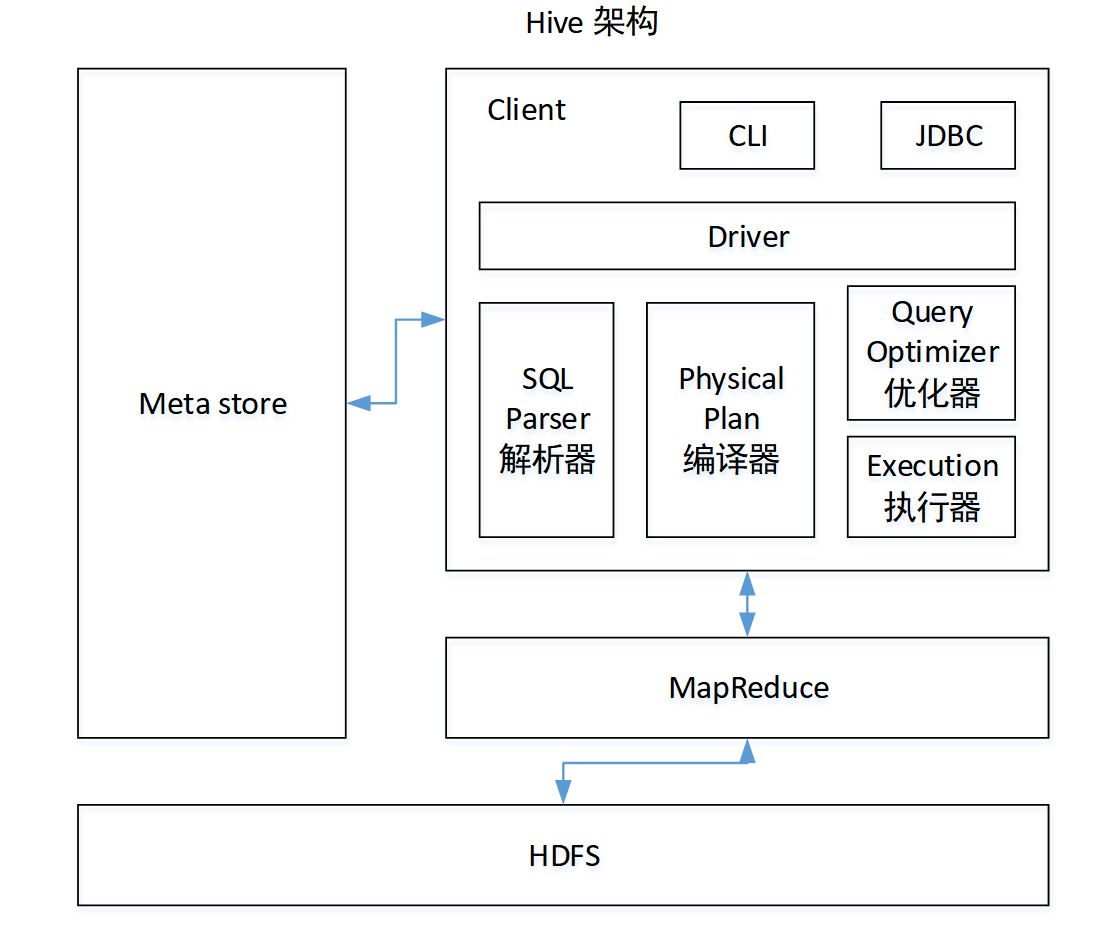 Hive 架构
Client
CLI
JDBC
Driver
Meta store
SQL
Parser
解析器
Physical
Plan
编译器
Query
Optimizer
优化器
Execution
执行器
MapReduce
HDFS